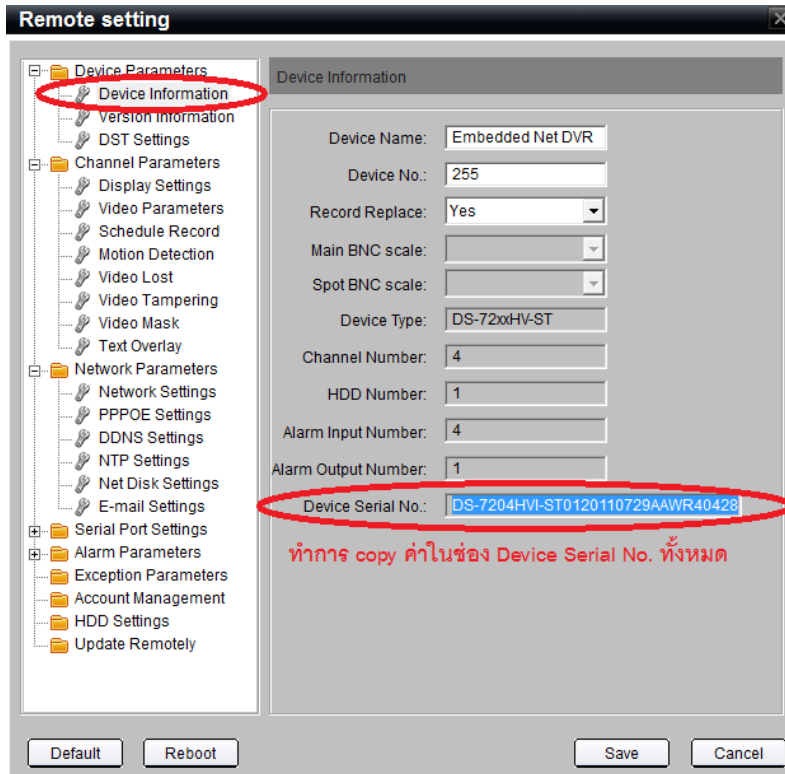 Remote setting
Device Parameters
Device Information
Version Information
DST Settings
Channel Parameters
Display Settings
Video Parameters
Schedule Record
Motion Detection
Video Lost
Video Tampering
Video Mask
Text Overlay
Network Parameters
Network Settings
PPPOE Settings
DDNS Settings
NTP Settings
Net Disk Settings
E-mail Settings
Serial Port Settings
Alarm Parameters
Exception Parameters
Account Management
HDD Settings
Update Remotely
Device Information
Device Name: Embedded Net DVR
Device No.: 255
Record Replace: Yes
Main BNC scale:
Spot BNC scale:
Device Type: DS-72xxHV-ST
Channel Number: 4
HDD Number: 1
Alarm Input Number: 4
Alarm Output Number: 1
Device Serial No.: DS-7204HVI-ST0120110729AAWR40428
ทำการ copy ค่าในช่อง Device Serial No. ทั้งหมด
Default Reboot Save Cancel